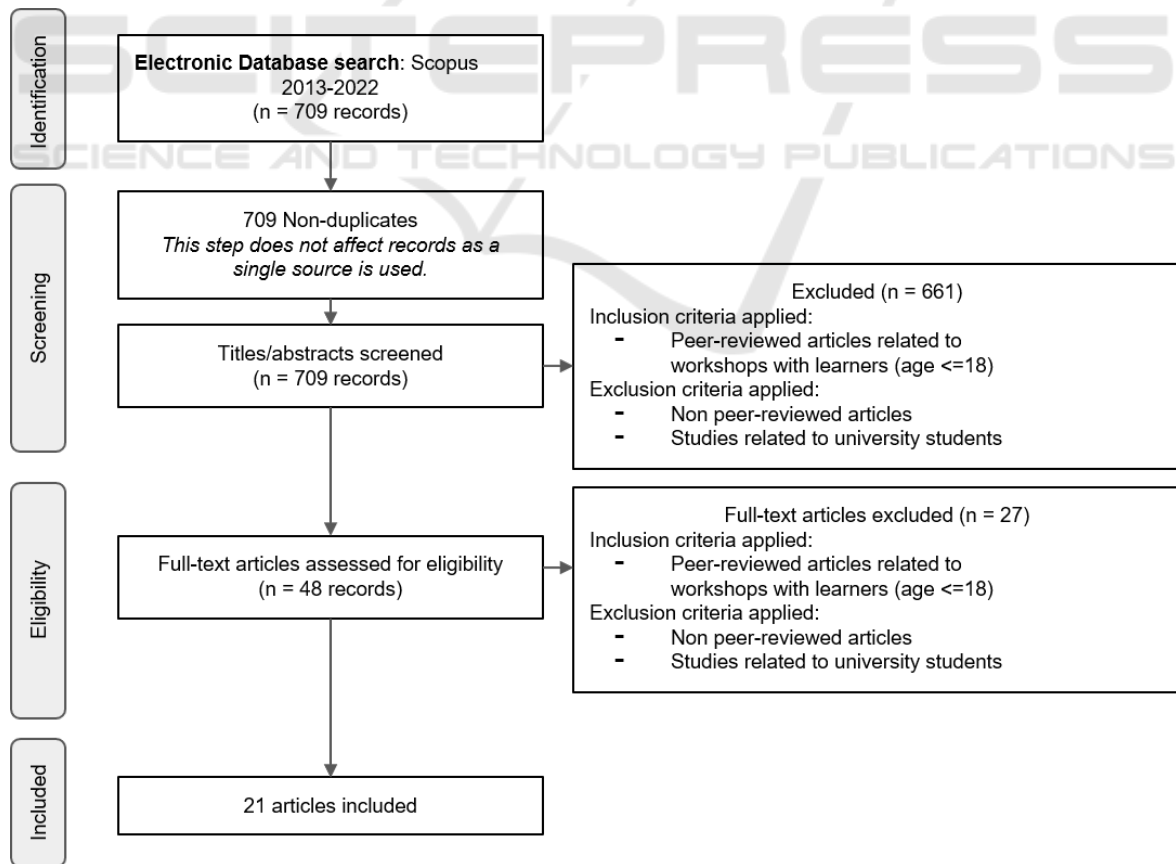 SCITEPRESS
SCIENCE AND TECHNOLOGY PUBLICATIONS
Identification
Electronic Database search: Scopus
2013-2022
(n = 709 records)
Screening
709 Non-duplicates
This step does not affect records as a
single source is used.
Titles/abstracts screened
(n = 709 records)
Excluded (n = 661)
Inclusion criteria applied:
- Peer-reviewed articles related to
workshops with learners (age <=18)
Exclusion criteria applied:
- Non peer-reviewed articles
- Studies related to university students
Eligibility
Full-text articles assessed for eligibility
(n = 48 records)
Full-text articles excluded (n = 27)
Inclusion criteria applied:
- Peer-reviewed articles related to
workshops with learners (age <=18)
Exclusion criteria applied:
- Non peer-reviewed articles
- Studies related to university students
Included
21 articles included